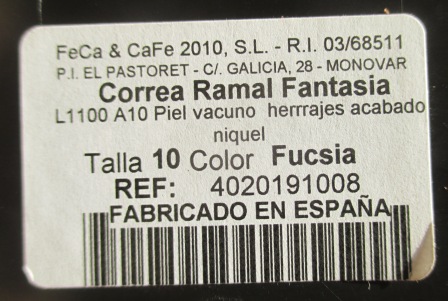 FeCa & CaFe 2010, S.L. - R.I. 03/68511
P.I. EL PASTORET - C/. GALICIA, 28 - MONOVAR
Correa Ramal Fantasia
L1100 A10 Piel vacuno herrrajes acabado
niquel
Talla 10 Color Fucsia
REF: 4020191008
FABRICADO EN ESPAÑA